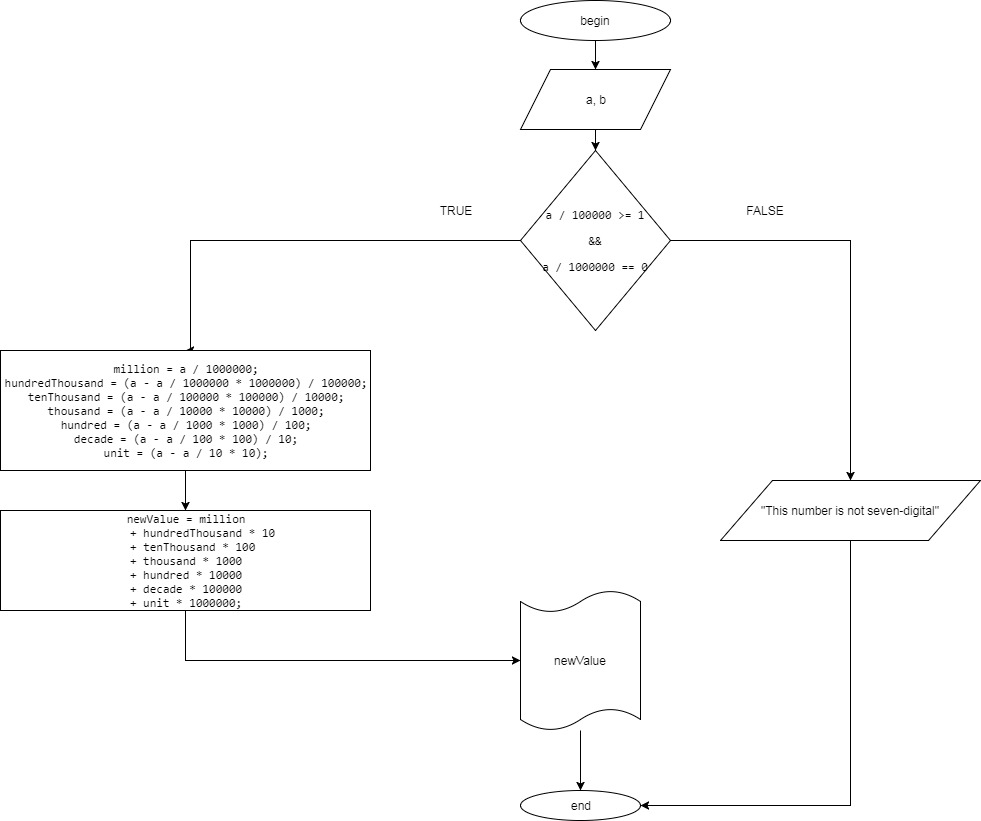 begin
a, b
TRUE
FALSE
a / 100000 >= 1
&&
a / 1000000 == 0
million = a / 1000000;
hundredThousand = (a - a / 1000000 * 1000000) / 100000;
tenThousand = (a - a / 100000 * 100000) / 10000;
thousand = (a - a / 10000 * 10000) / 1000;
hundred = (a - a / 1000 * 1000) / 100;
decade = (a - a / 100 * 100) / 10;
unit = (a - a / 10 * 10);
"This number is not seven-digital"
newValue = million
+ hundredThousand * 10
+ tenThousand * 100
+ thousand * 1000
+ hundred * 10000
+ decade * 100000
+ unit * 1000000;
newValue
end